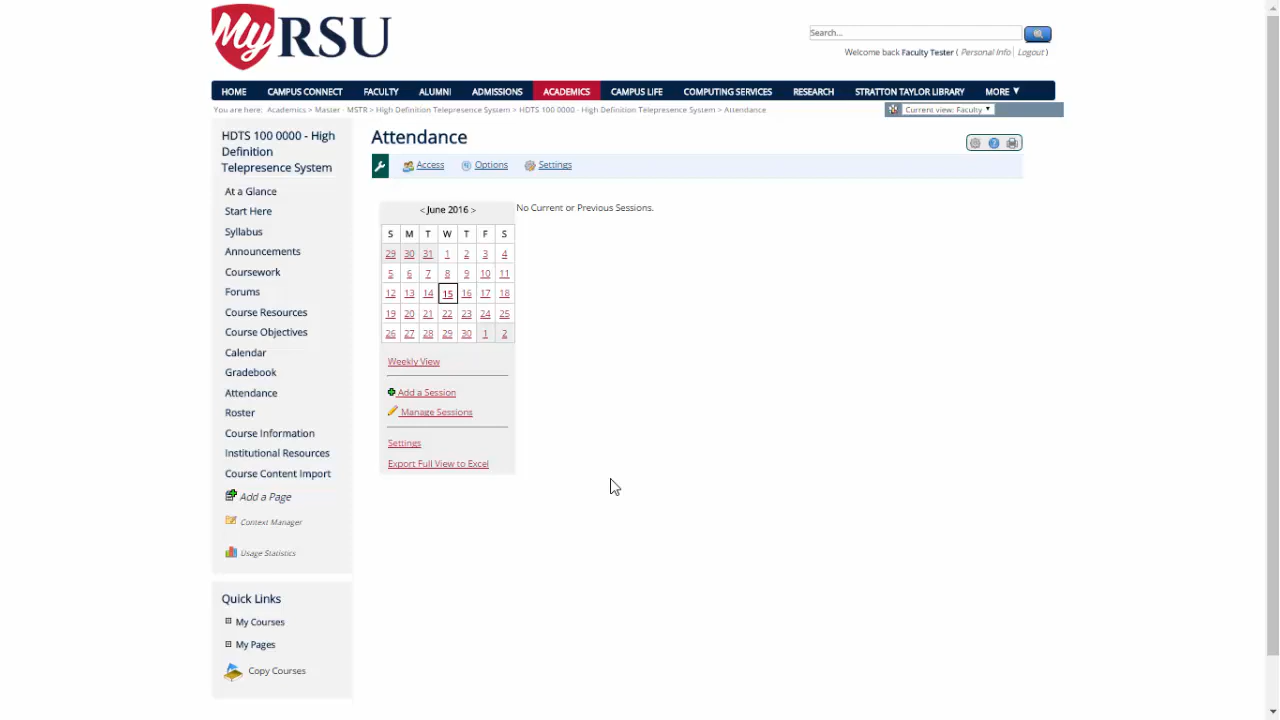 My RSU
Search...
Welcome back Faculty Tester ( Personal Info | Logout )
HOME CAMPUS CONNECT FACULTY ALUMNI ADMISSIONS ACADEMICS CAMPUS LIFE COMPUTING SERVICES RESEARCH STRATTON TAYLOR LIBRARY MORE ▼
You are here: Academics > Master - MSTR > High Definition Telepresence System > HDTS 100 0000 - High Definition Telepresence System > Attendance
Current view: Faculty
HDTS 100 0000 - High
Definition
Telepresence System
At a Glance
Start Here
Syllabus
Announcements
Coursework
Forums
Course Resources
Course Objectives
Calendar
Gradebook
Attendance
Roster
Course Information
Institutional Resources
Course Content Import
Add a Page
Context Manager
Usage Statistics
Quick Links
My Courses
My Pages
Copy Courses
Attendance
Access Options Settings
< June 2016 >
S M T W T F S
29 30 31 1 2 3 4
5 6 7 8 9 10 11
12 13 14 15 16 17 18
19 20 21 22 23 24 25
26 27 28 29 30 1 2
Weekly View
Add a Session
Manage Sessions
Settings
Export Full View to Excel
No Current or Previous Sessions.